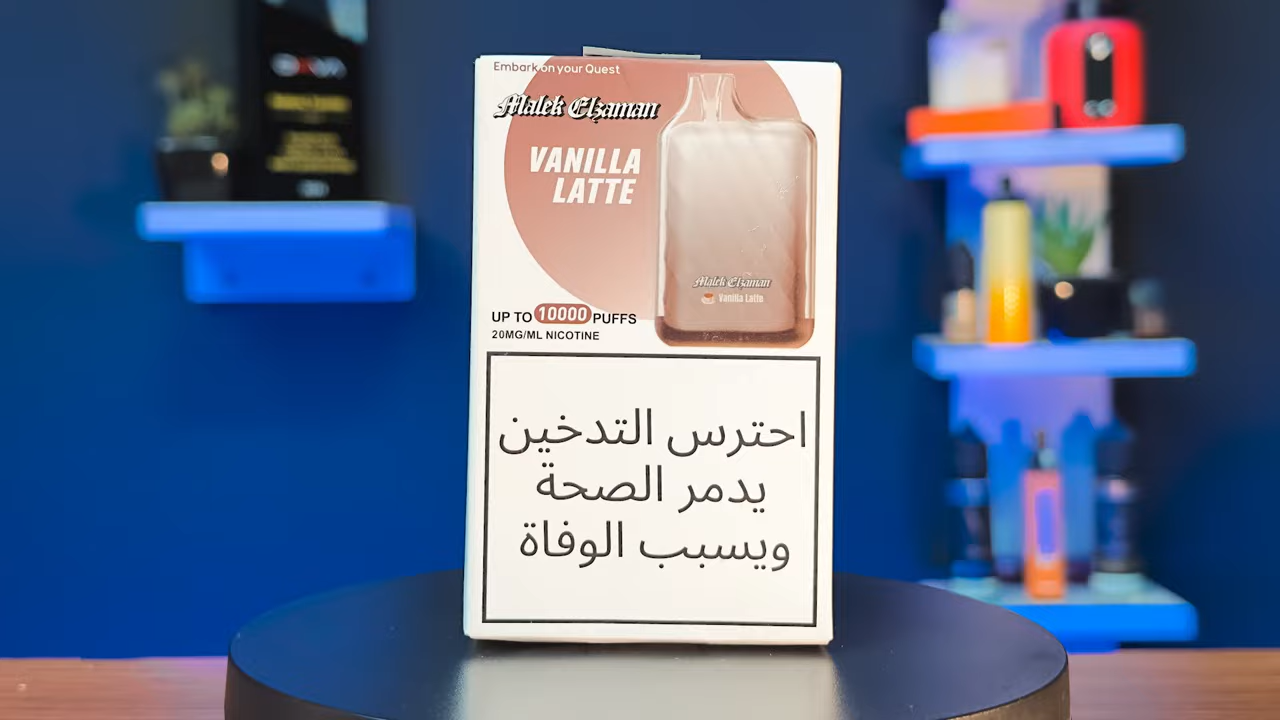 Embark on your Quest
Malek Elzaman
VANILLA
LATTE
Malek Elzaman
Vanilla Latte
UP TO 10000 PUFFS
20MG/ML NICOTINE
احترس التدخين
يدمر الصحة
ويسبب الوفاة